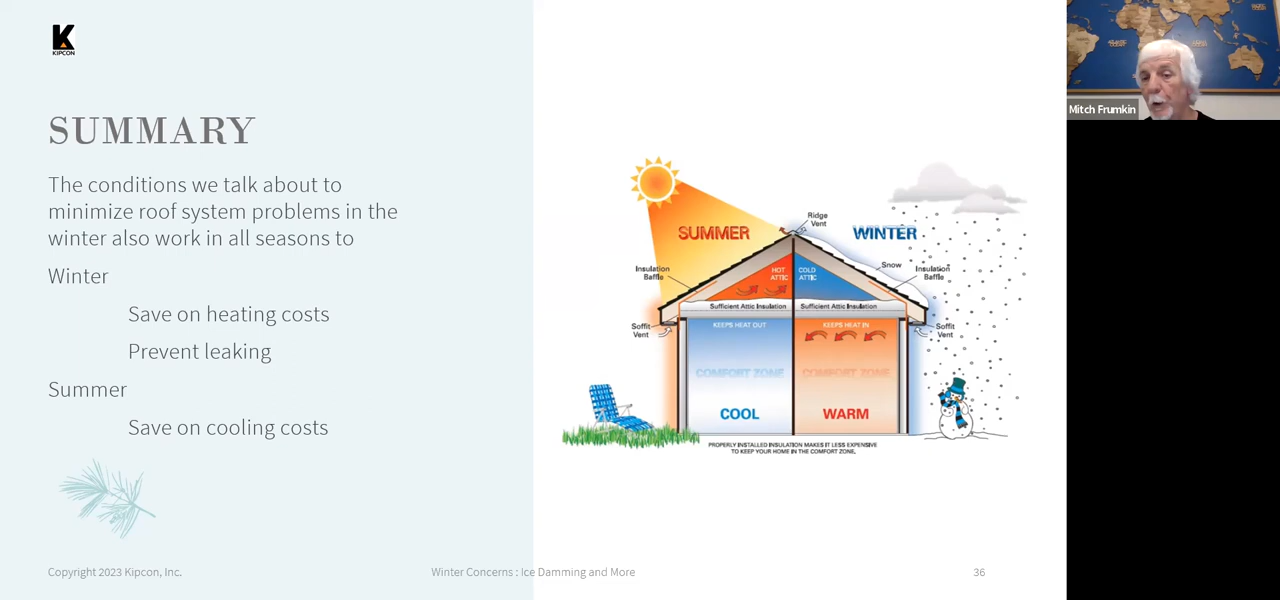 KIPCON
SUMMARY
The conditions we talk about to
minimize roof system problems in the
winter also work in all seasons to
Winter
Save on heating costs
Prevent leaking
Summer
Save on cooling costs
SUMMER
Ridge
Vent
WINTER
Insulation
Baffle
HOT
ATTIC
COLD
ATTIC
Snow
Insulation
Baffle
Sufficient Attic Insulation
Sufficient Attic Insulation
Soffit
Vent
KEEPS HEAT OUT
KEEPS HEAT IN
Soffit
Vent
COMFORT ZONE
COMFORT ZONE
COOL
WARM
PROPERLY INSTALLED INSULATION MAKES IT LESS EXPENSIVE
TO KEEP YOUR HOME IN THE COMFORT ZONE.
Copyright 2023 Kipcon, Inc.
Winter Concerns : Ice Damming and More
36
Mitch Frumkin